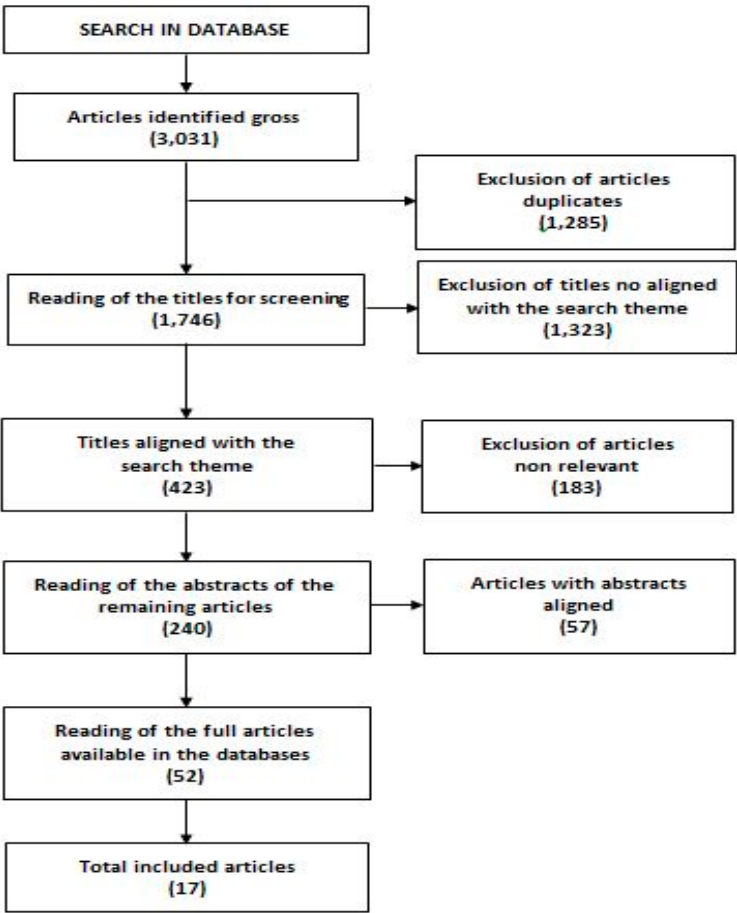 SEARCH IN DATABASE
Articles identified gross
(3,031)
Exclusion of articles
duplicates
(1,285)
Reading of the titles for screening
(1,746)
Exclusion of titles no aligned
with the search theme
(1,323)
Titles aligned with the
search theme
(423)
Exclusion of articles
non relevant
(183)
Reading of the abstracts of the
remaining articles
(240)
Articles with abstracts
aligned
(57)
Reading of the full articles
available in the databases
(52)
Total included articles
(17)